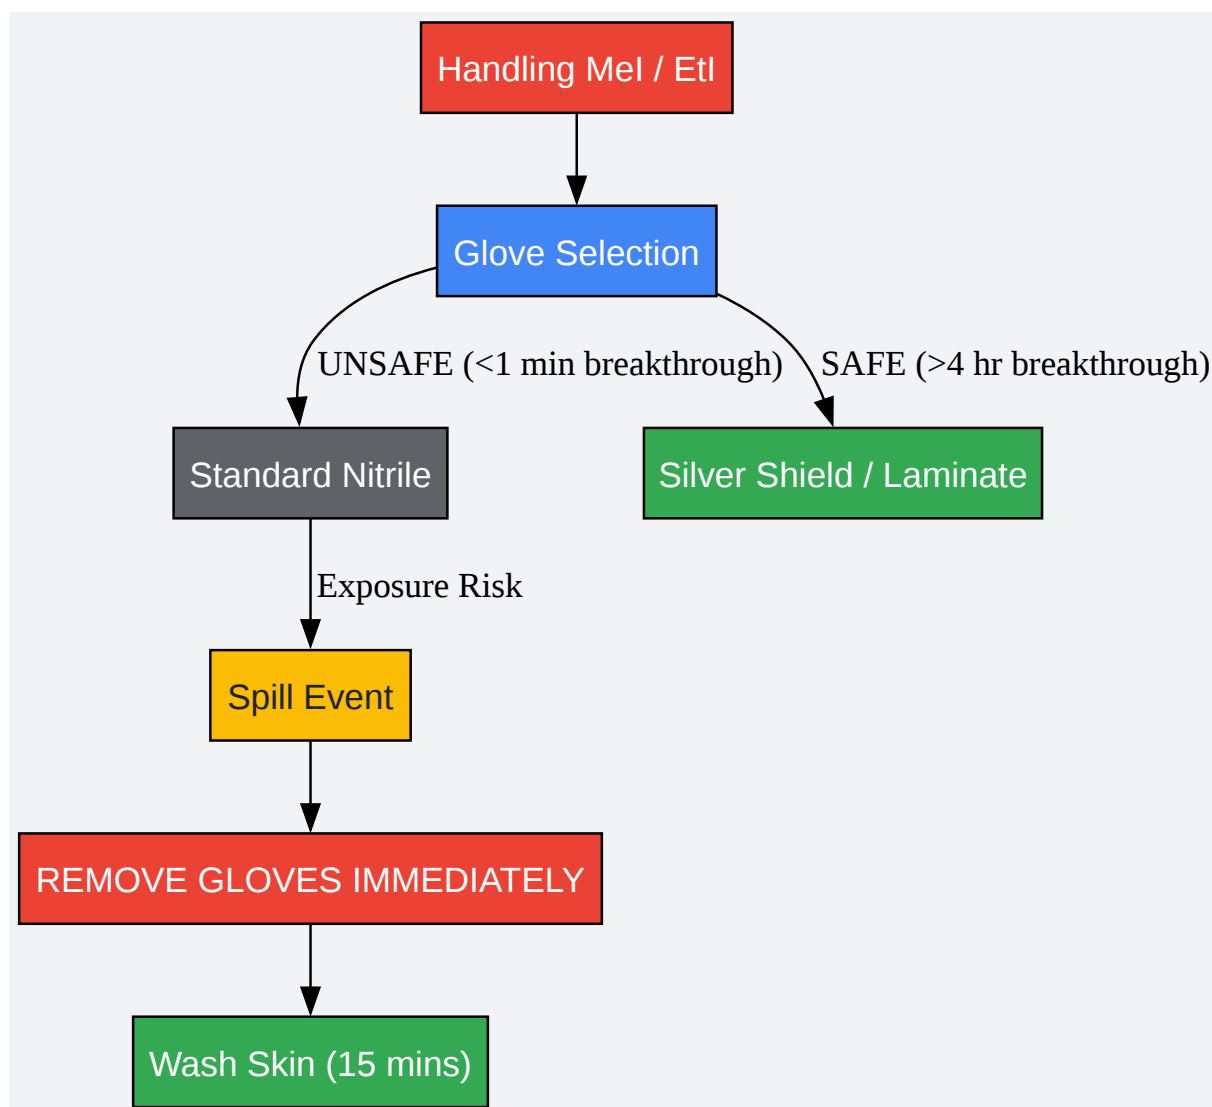 Handling MeI / EtI
Glove Selection
UNSAFE (<1 min breakthrough)
SAFE (>4 hr breakthrough)
Standard Nitrile
Silver Shield / Laminate
Exposure Risk
Spill Event
REMOVE GLOVES IMMEDIATELY
Wash Skin (15 mins)